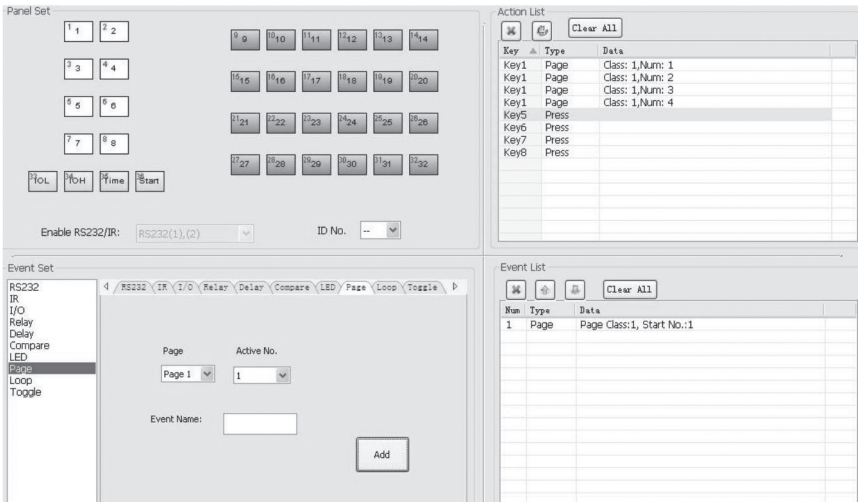 Panel Set
1 1 2 2
3 3 4 4
5 5 6 6
7 7 8 8
33 IOL 34 IOH 35 Time 36 Start
9 9 10 10 11 11 12 12 13 13 14 14
15 15 16 16 17 17 18 18 19 19 20 20
21 21 22 22 23 23 24 24 25 25 26 26
27 27 28 28 29 29 30 30 31 31 32 32
Enable RS232/IR: RS232(1),(2) ID No. --
Action List
Clear All
Key Type Data
Key1 Page Class: 1,Num: 1
Key1 Page Class: 1,Num: 2
Key1 Page Class: 1,Num: 3
Key1 Page Class: 1,Num: 4
Key5 Press
Key6 Press
Key7 Press
Key8 Press
Event Set
RS232
IR
I/O
Relay
Delay
Compare
LED
Page
Loop
Toggle
RS232 IR I/O Relay Delay Compare LED Page Loop Toggle
Page Active No.
Page 1 1
Event Name:
Add
Event List
Clear All
Num Type Data
1 Page Page Class:1, Start No.:1